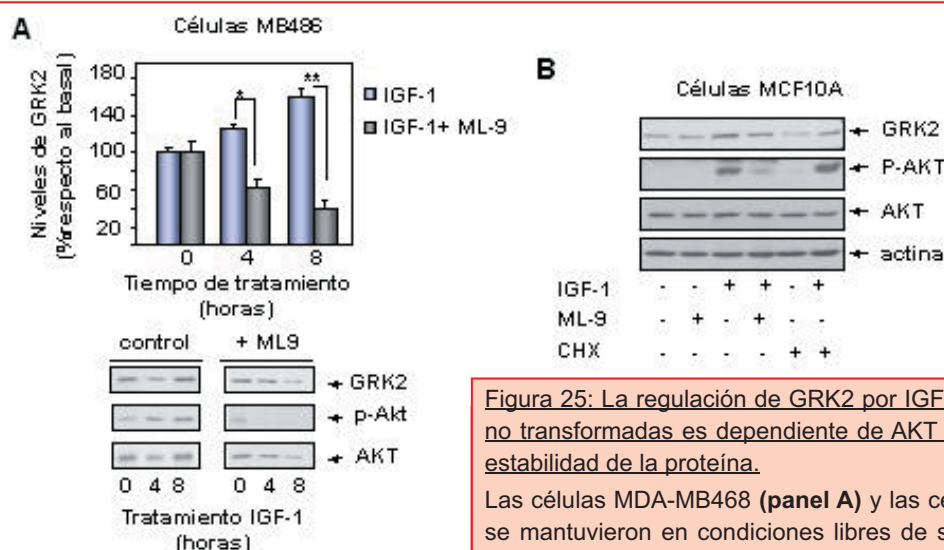 A
Células MB486
Niveles de GRK2
(% respecto al basal)
180
140
100
60
20
*
**
IGF-1
IGF-1+ ML-9
0 4 8
Tiempo de tratamiento
(horas)
control + ML9
GRK2
p-Akt
AKT
0 4 8 0 4 8
Tratamiento IGF-1
(horas)
B
Células MCF10A
GRK2
P-AKT
AKT
actina
IGF-1 - - + + - +
ML-9 - + - + 
CHX - - - - + +
Figura 25: La regulación de GRK2 por IGF
no transformadas es dependiente de AKT
estabilidad de la proteína.
Las células MDA-MB468 (panel A) y las cé
se mantuvieron en condiciones libres de s